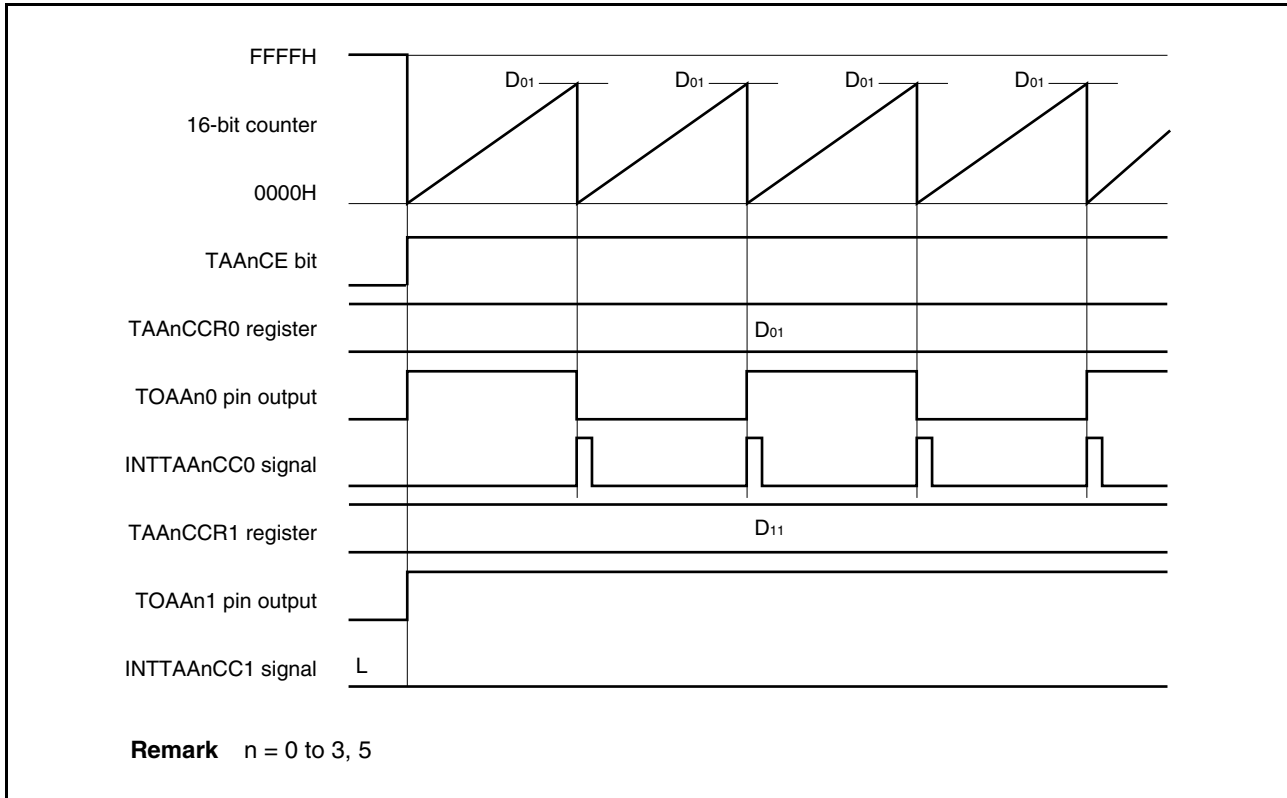 FFFFH
D01 D01 D01 D01
16-bit counter
0000H
TAAnCE bit
TAAnCCR0 register
D01
TOAAn0 pin output
INTTAAnCC0 signal
TAAnCCR1 register
D11
TOAAn1 pin output
INTTAAnCC1 signal L
Remark n = 0 to 3, 5